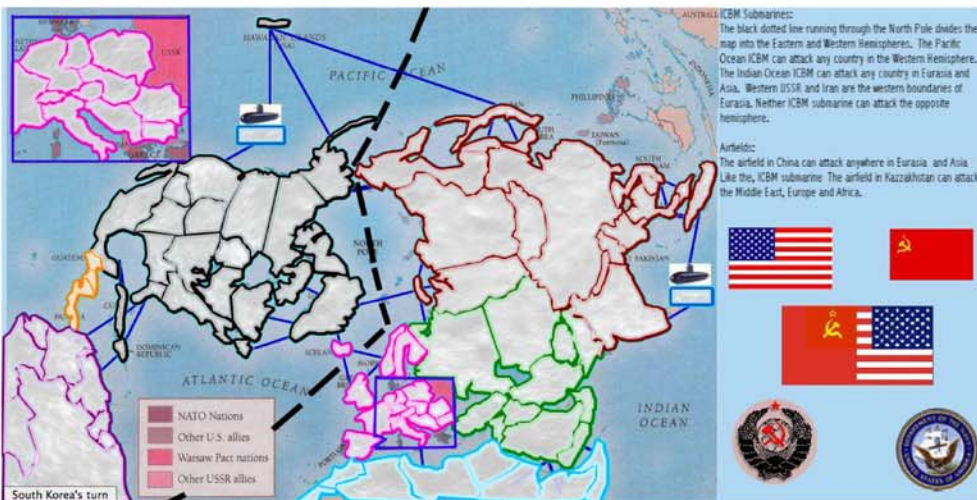 ICBM Submarines:
The black dotted line running through the North Pole divides the
map into the Eastern and Western Hemispheres. The Pacific
Ocean ICBM can attack any country in the Western Hemisphere.
The Indian Ocean ICBM can attack any country in Eurasia and
Asia. Western USSR and Iran are the western boundaries of
Eurasia. Neither ICBM submarine can attack the opposite
hemisphere.
Airfields:
The airfield in China can attack anywhere in Eurasia and Asia
Like the, ICBM submarine The airfield in Kazzakhstan can attack
the Middle East, Europe and Africa.
USSR
HAWAIIAN ISLANDS
PACIFIC OCEAN
PHILIPPINES
TAIWAN
(Formosa)
SOUTH
NORTH
POLE
DOMINICAN
REPUBLIC
ATLANTIC OCEAN
INDIAN
OCEAN
NATO Nations
Other U.S. allies
Warsaw Pact nations
Other USSR allies
South Korea's turn